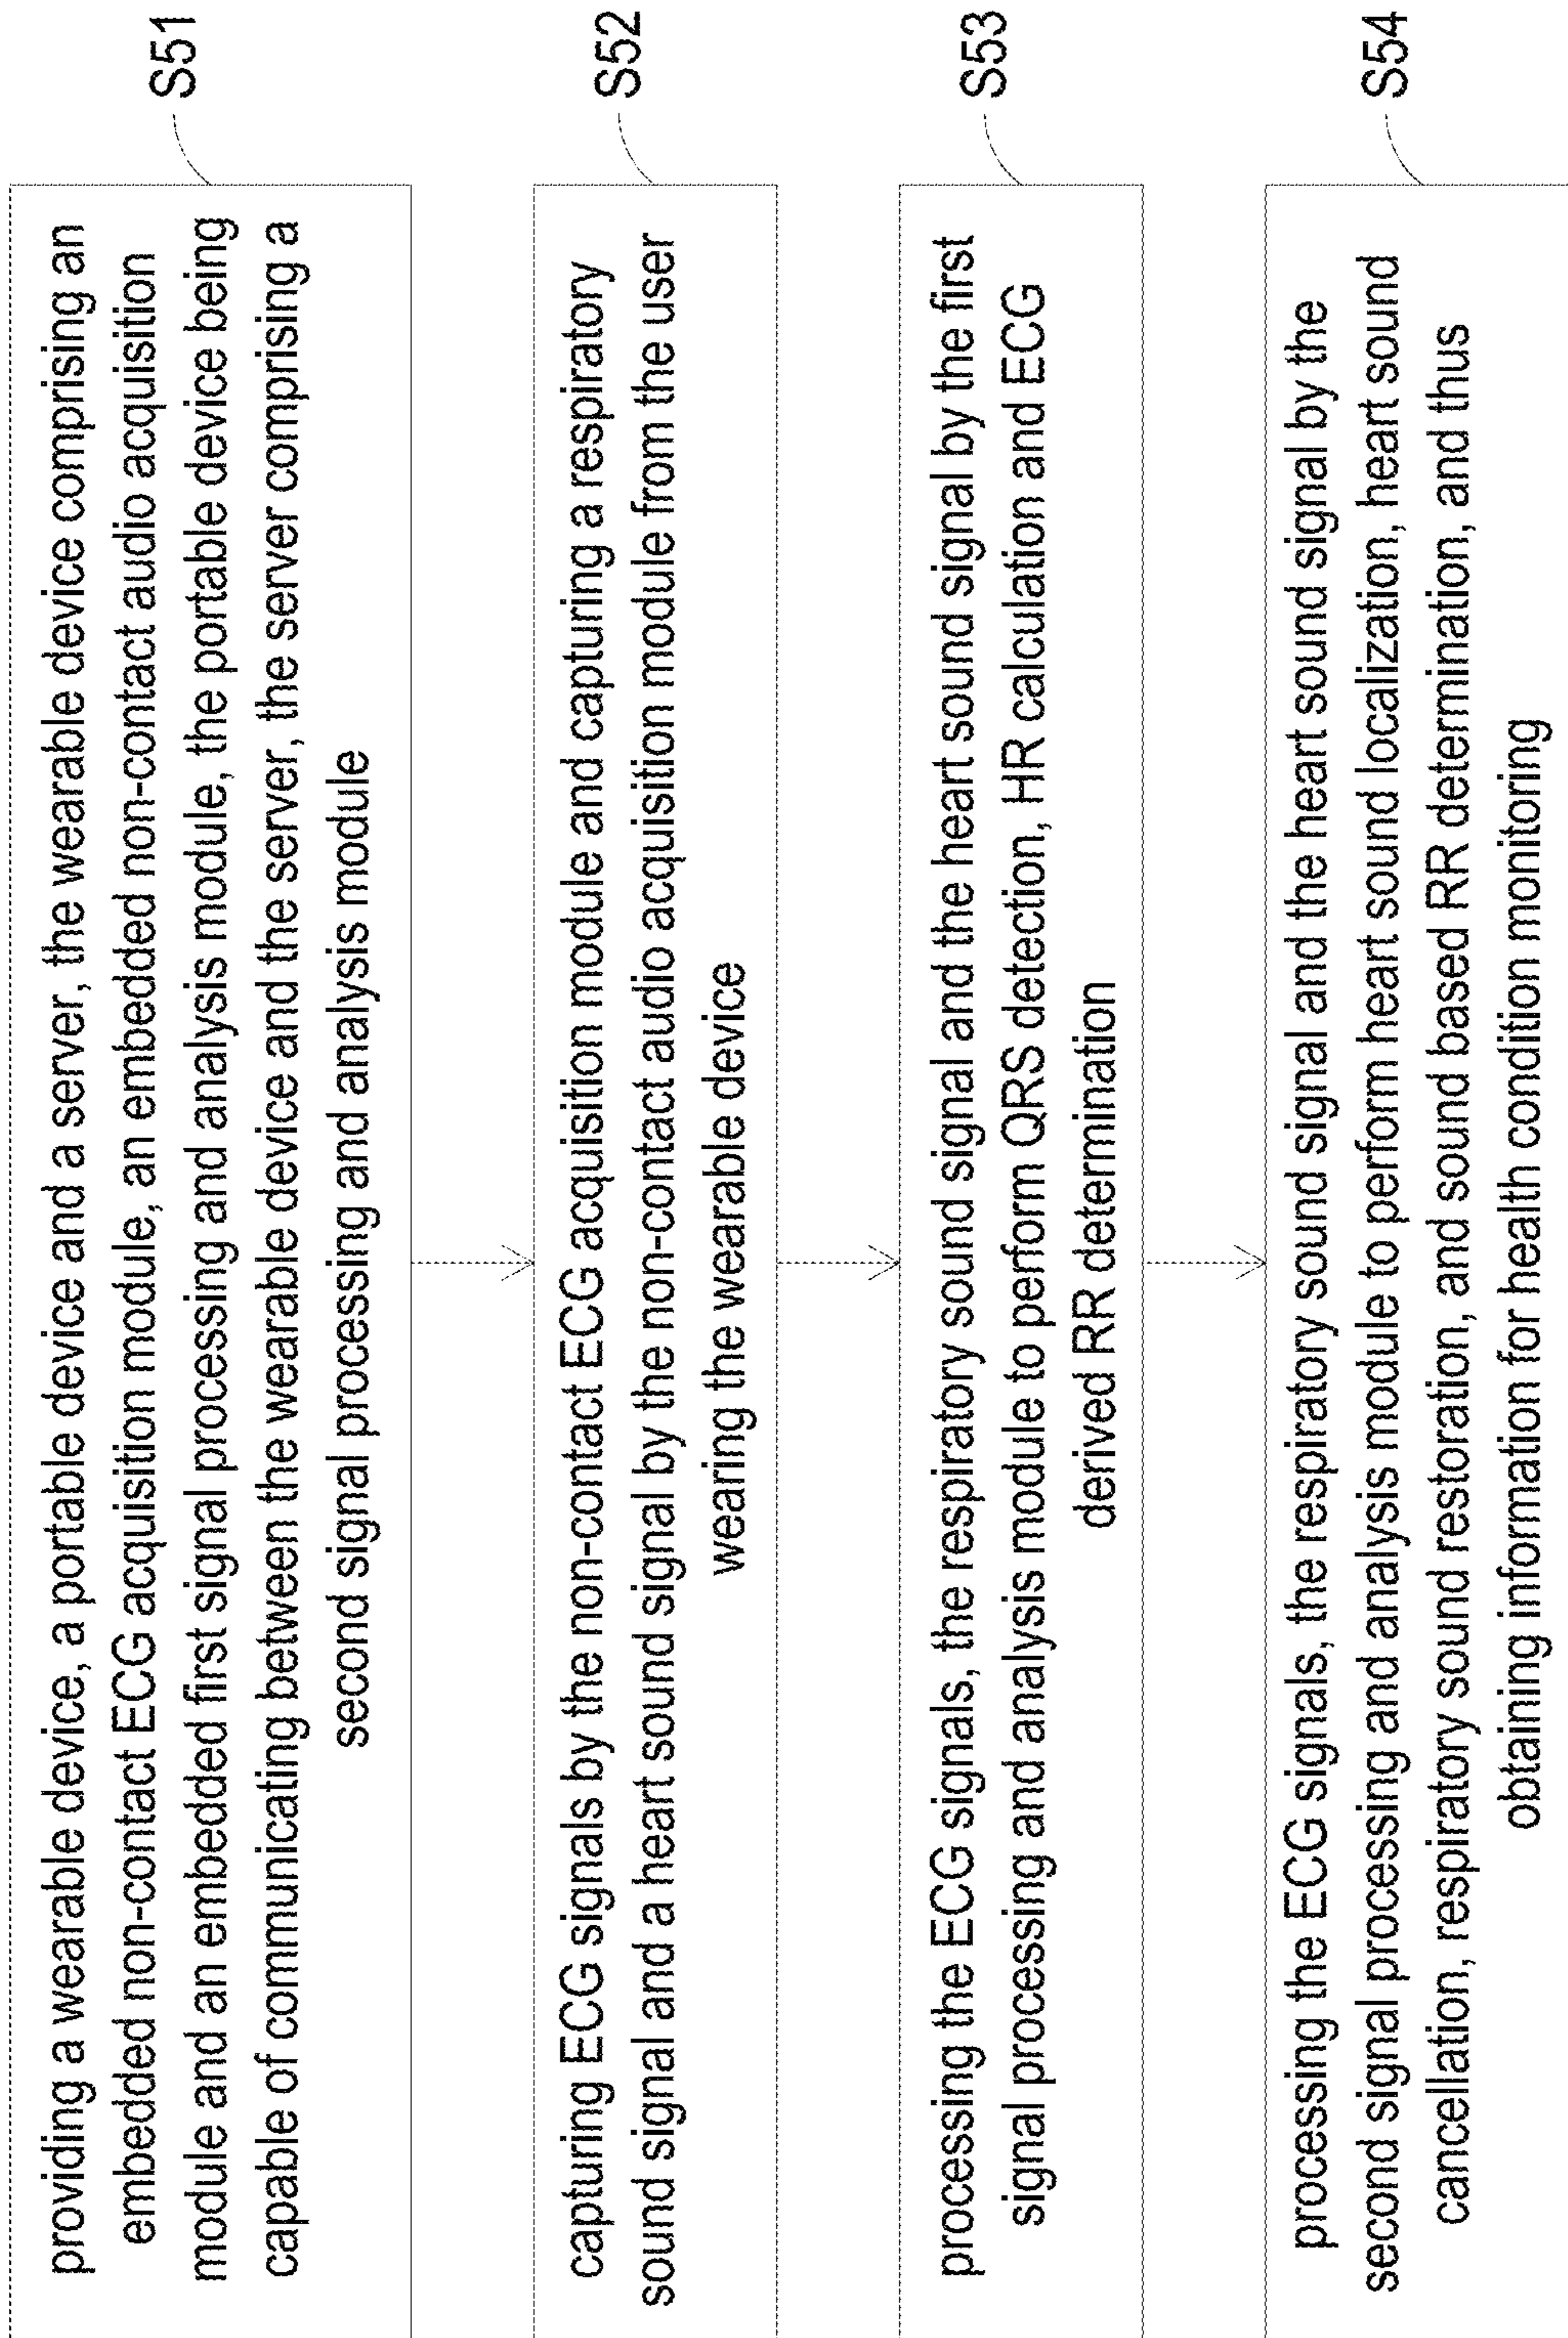 providing a wearable device, a portable device and a server, the wearable device comprising an
embedded non-contact ECG acquisition module, an embedded non-contact audio acquisition
module and an embedded first signal processing and analysis module, the portable device being
capable of communicating between the wearable device and the server, the server comprising a
second signal processing and analysis module
S51
capturing ECG signals by the non-contact ECG acquisition module and capturing a respiratory
sound signal and a heart sound signal by the non-contact audio acquisition module from the user
wearing the wearable device
S52
processing the ECG signals, the respiratory sound signal and the heart sound signal by the first
signal processing and analysis module to perform QRS detection, HR calculation and ECG
derived RR determination
S53
processing the ECG signals, the respiratory sound signal and the heart sound signal by the
second signal processing and analysis module to perform heart sound localization, heart sound
cancellation, respiratory sound restoration, and sound based RR determination, and thus
obtaining information for health condition monitoring
S54